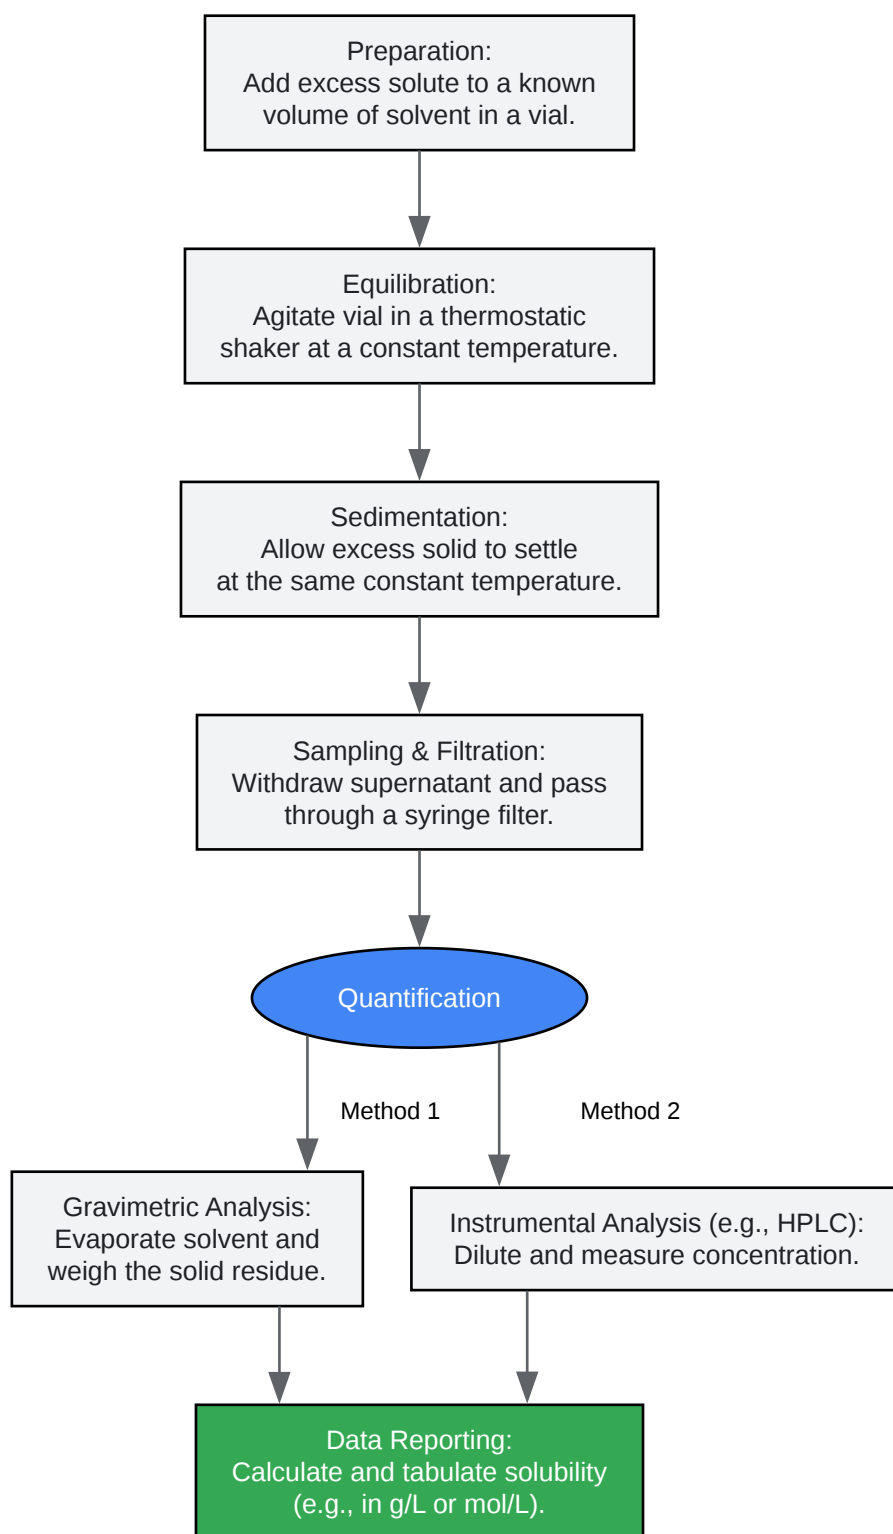 Preparation:
Add excess solute to a known
volume of solvent in a vial.
Equilibration:
Agitate vial in a thermostatic
shaker at a constant temperature.
Sedimentation:
Allow excess solid to settle
at the same constant temperature.
Sampling & Filtration:
Withdraw supernatant and pass
through a syringe filter.
Quantification
Method 1
Method 2
Gravimetric Analysis:
Evaporate solvent and
weigh the solid residue.
Instrumental Analysis (e.g., HPLC):
Dilute and measure concentration.
Data Reporting:
Calculate and tabulate solubility
(e.g., in g/L or mol/L).